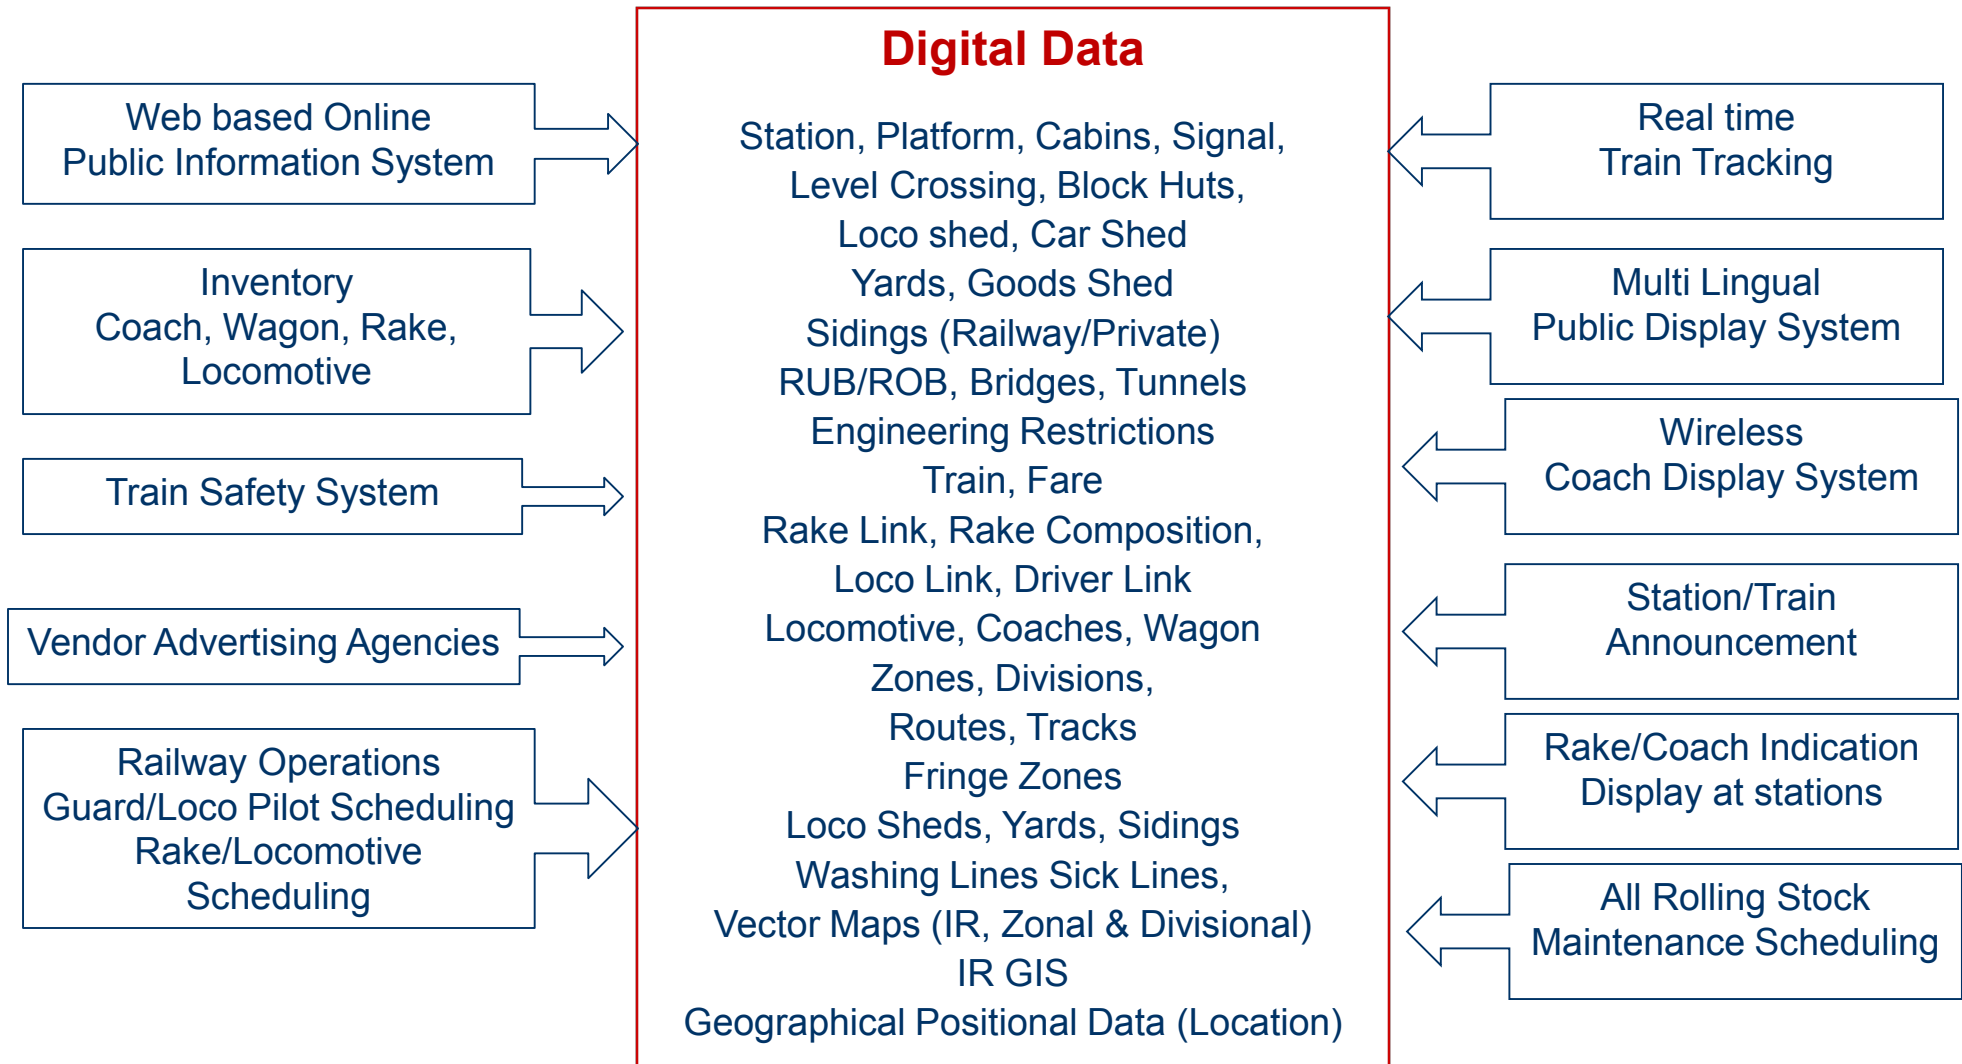 Digital Data
Web based Online
Public Information System
Inventory
Coach, Wagon, Rake,
Locomotive
Train Safety System
Vendor Advertising Agencies
Railway Operations
Guard/Loco Pilot Scheduling
Rake/Locomotive
Scheduling
Station, Platform, Cabins, Signal,
Level Crossing, Block Huts,
Loco shed, Car Shed
Yards, Goods Shed
Sidings (Railway/Private)
RUB/ROB, Bridges, Tunnels
Engineering Restrictions
Train, Fare
Rake Link, Rake Composition,
Loco Link, Driver Link
Locomotive, Coaches, Wagon
Zones, Divisions,
Routes, Tracks
Fringe Zones
Loco Sheds, Yards, Sidings
Washing Lines Sick Lines,
Vector Maps (IR, Zonal & Divisional)
IR GIS
Geographical Positional Data (Location)
Real time
Train Tracking
Multi Lingual
Public Display System
Wireless
Coach Display System
Station/Train
Announcement
Rake/Coach Indication
Display at stations
All Rolling Stock
Maintenance Scheduling